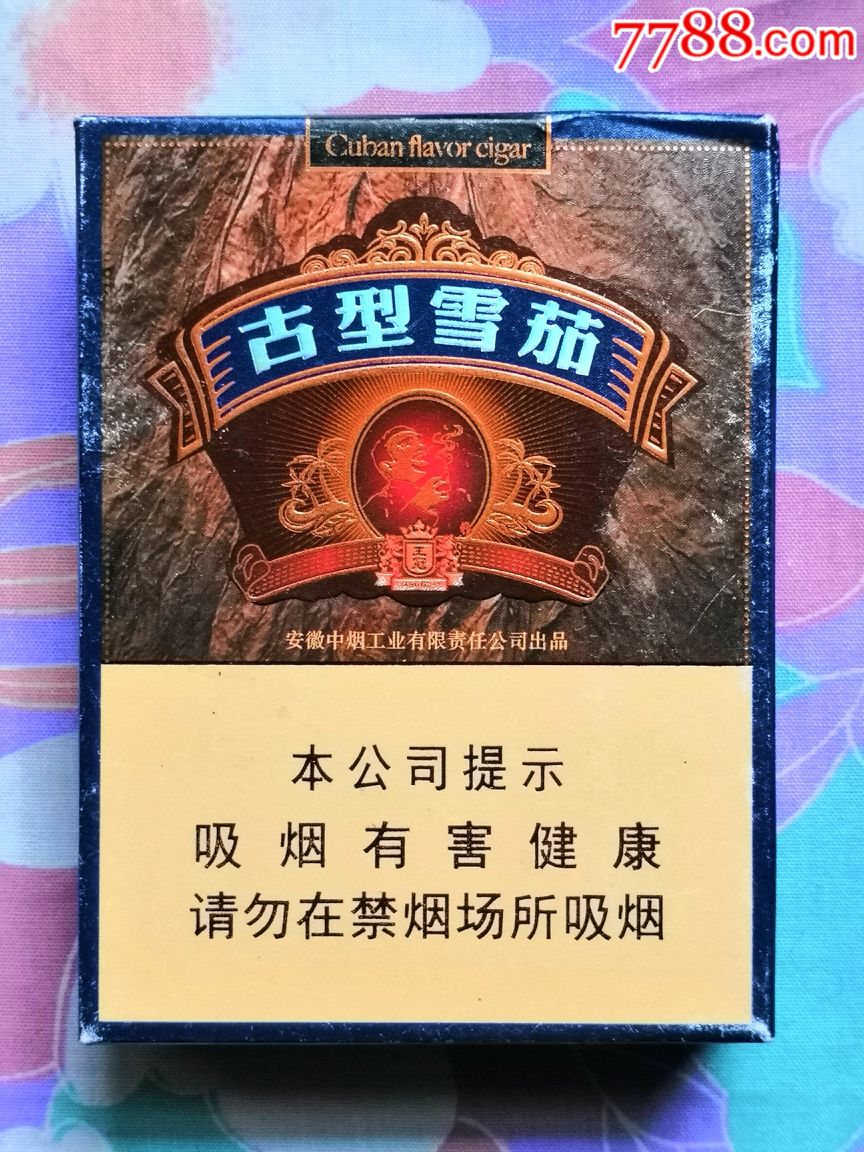 7788.com
Cuban flavor cigar
古型雪茄
王冠
安徽中烟工业有限责任公司出品
本公司提示
吸烟有害健康
请勿在禁烟场所吸烟